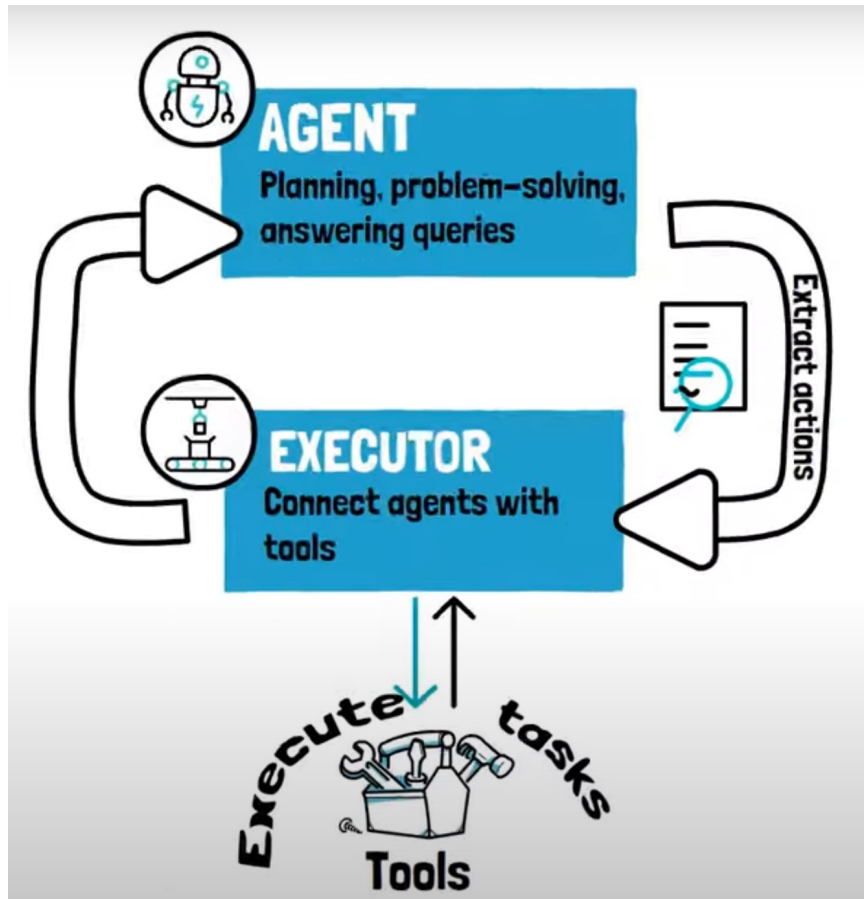 AGENT
Planning, problem-solving,
answering queries
Extract actions
EXECUTOR
Connect agents with
tools
Execute tasks
Tools